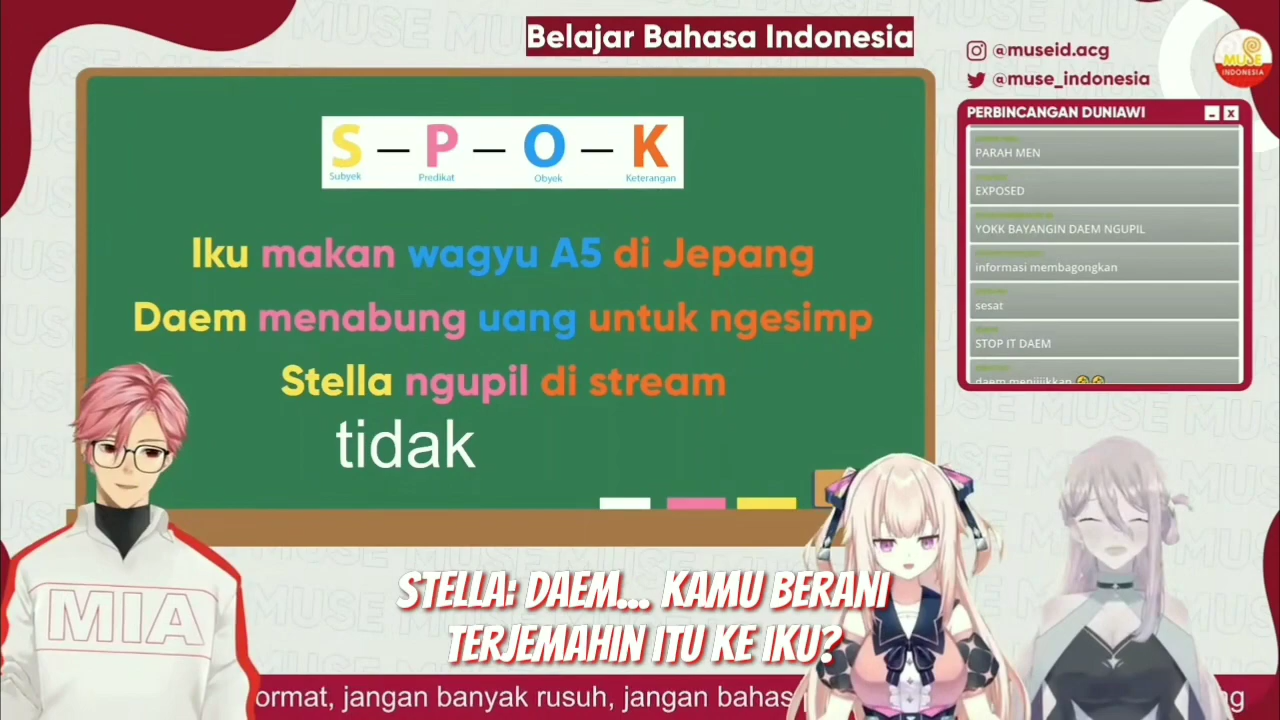 Belajar Bahasa Indonesia
@museid.acg
@muse_indonesia
MUSE
INDONESIA
S – P – O – K
Subyek Predikat Obyek Keterangan
Iku makan wagyu A5 di Jepang
Daem menabung uang untuk ngesimp
Stella ngupil di stream
tidak
PERBINCANGAN DUNIAWI
PARAH MEN
EXPOSED
YOKK BAYANGIN DAEM NGUPIL
informasi membagongkan
sesat
STOP IT DAEM
daem menjijikkan
MIA
STELLA: DAEM... KAMU BERANI
TERJEMAHIN ITU KE IKU?
ormat, jangan banyak rusuh, jangan bahas